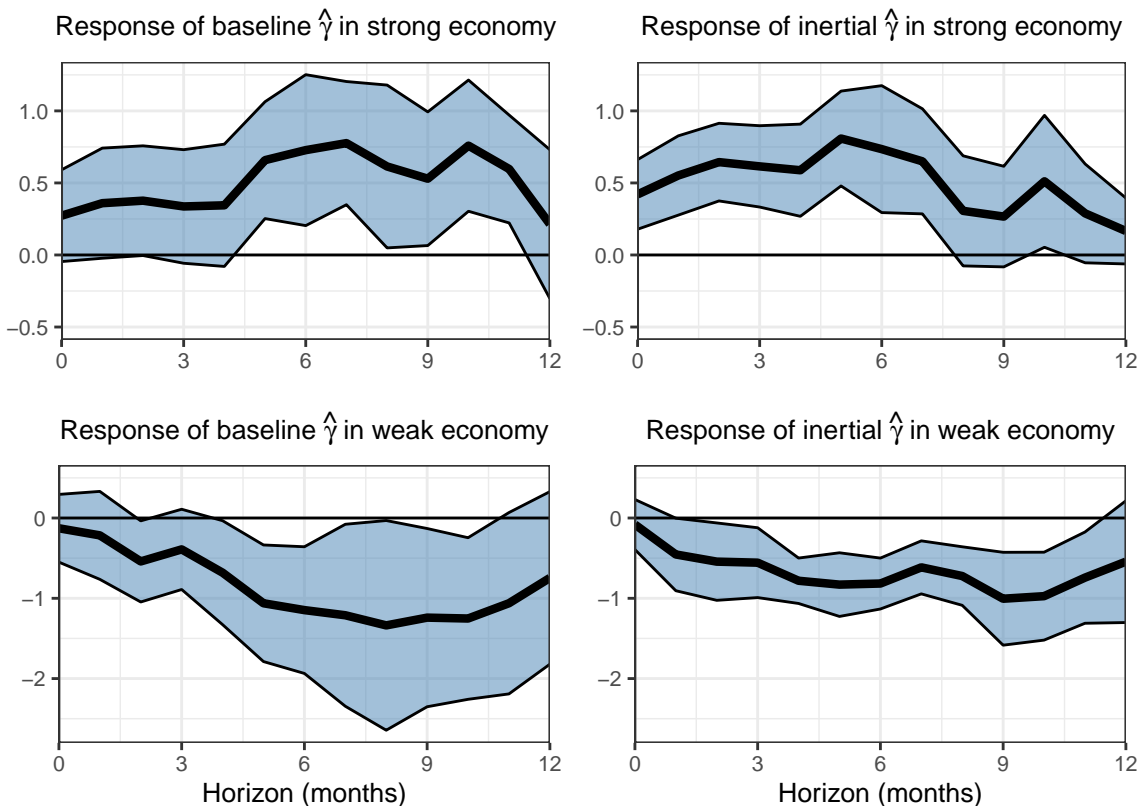 Response of baseline γ̂ in strong economy
Response of inertial γ̂ in strong economy
1.0
0.5
0.0
−0.5
0 3 6 9 12
1.0
0.5
0.0
−0.5
0 3 6 9 12
Response of baseline γ̂ in weak economy
Response of inertial γ̂ in weak economy
0
−1
−2
0 3 6 9 12
Horizon (months)
0
−1
−2
0 3 6 9 12
Horizon (months)